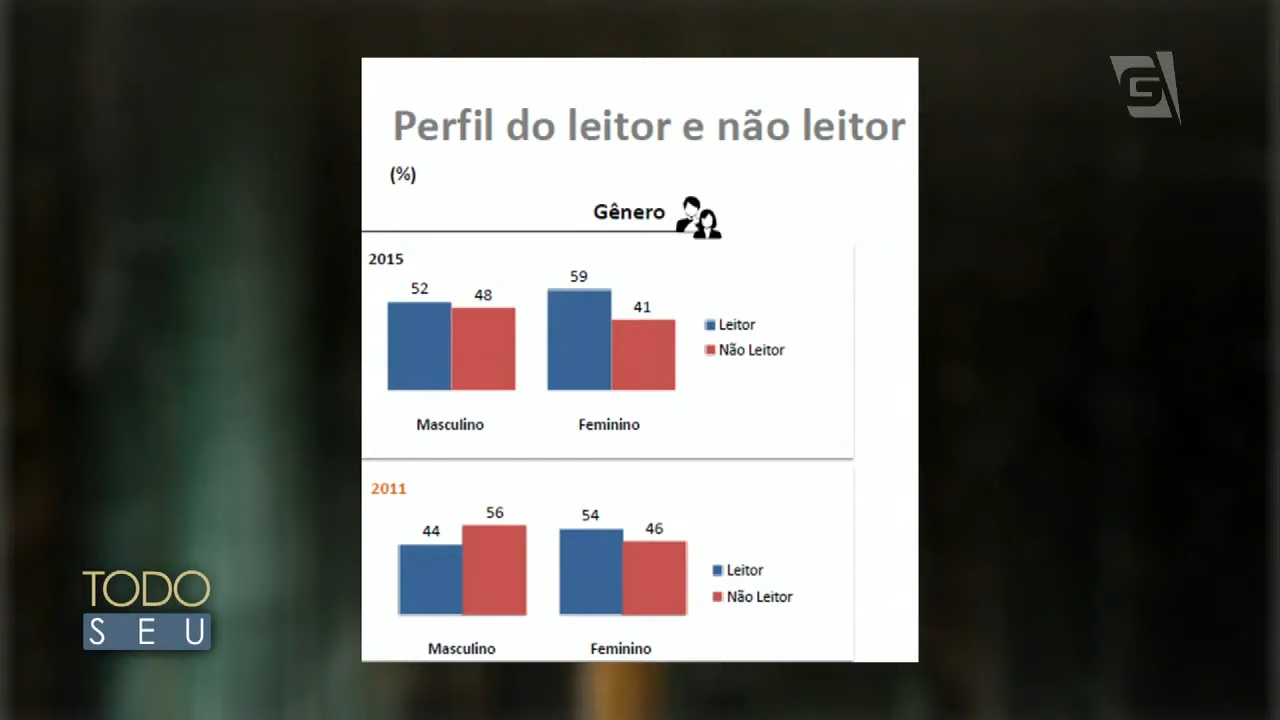 Perfil do leitor e não leitor
(%)
Gênero
2015
52 48 59 41
Leitor
Não Leitor
Masculino Feminino
2011
44 56 54 46
Leitor
Não Leitor
Masculino Feminino
TODO
SEU
G